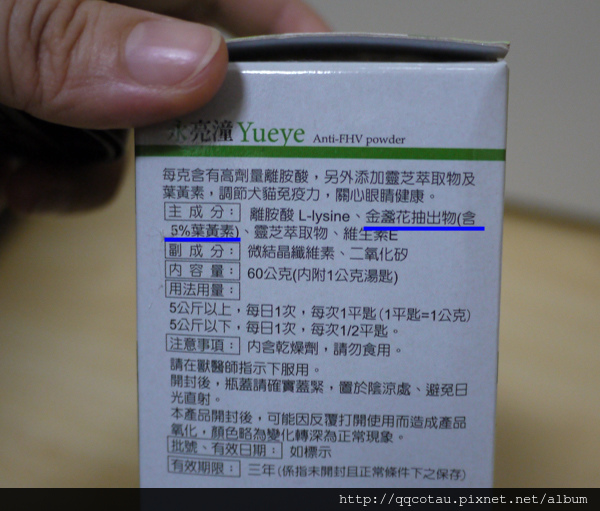 永亮潼 Yueye Anti-FHV powder
每克含有高劑量離胺酸，另外添加靈芝萃取物及
葉黃素，調節犬貓免疫力，關心眼睛健康。
主成分： 離胺酸 L-lysine、金盞花抽出物(含
5%葉黃素)、靈芝萃取物、維生素E
副成分： 微結晶纖維素、二氧化矽
內容量： 60公克(內附1公克湯匙)
用法用量：
5公斤以上，每日1次，每次1平匙(1平匙=1公克)
5公斤以下，每日1次，每次1/2平匙。
注意事項： 內含乾燥劑，請勿食用。
請在獸醫師指示下服用。
開封後，瓶蓋請確實蓋緊，置於陰涼處、避免日
光直射。
本產品開封後，可能因反覆打開使用而造成產品
氧化，顏色略為變化轉深為正常現象。
批號、有效日期： 如標示
有效期限： 三年(係指未開封且正常條件下之保存)
http://qqcotau.pixnet.net/album